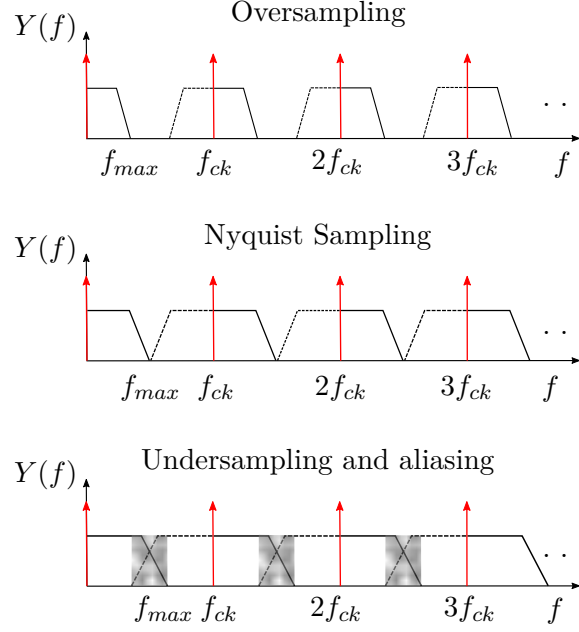 Oversampling
Y(f)
f_max f_ck 2f_ck 3f_ck f
. .
Nyquist Sampling
Y(f)
f_max f_ck 2f_ck 3f_ck f
. .
Undersampling and aliasing
Y(f)
f_max f_ck 2f_ck 3f_ck f
. .